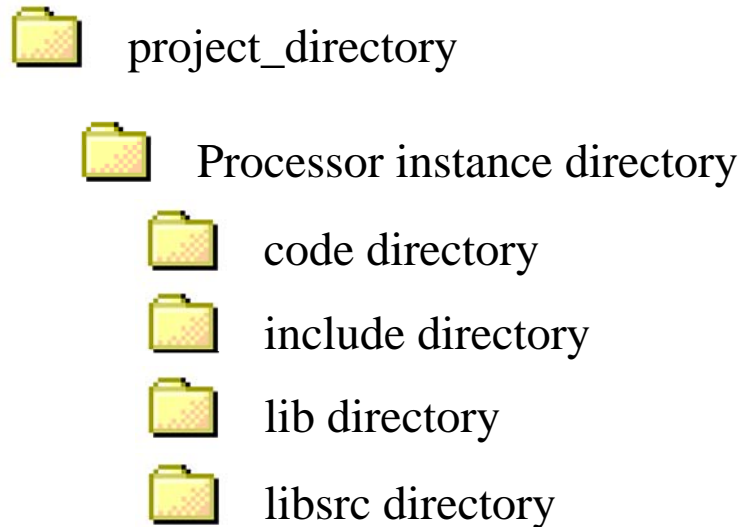 project_directory
Processor instance directory
code directory
include directory
lib directory
libsrc directory